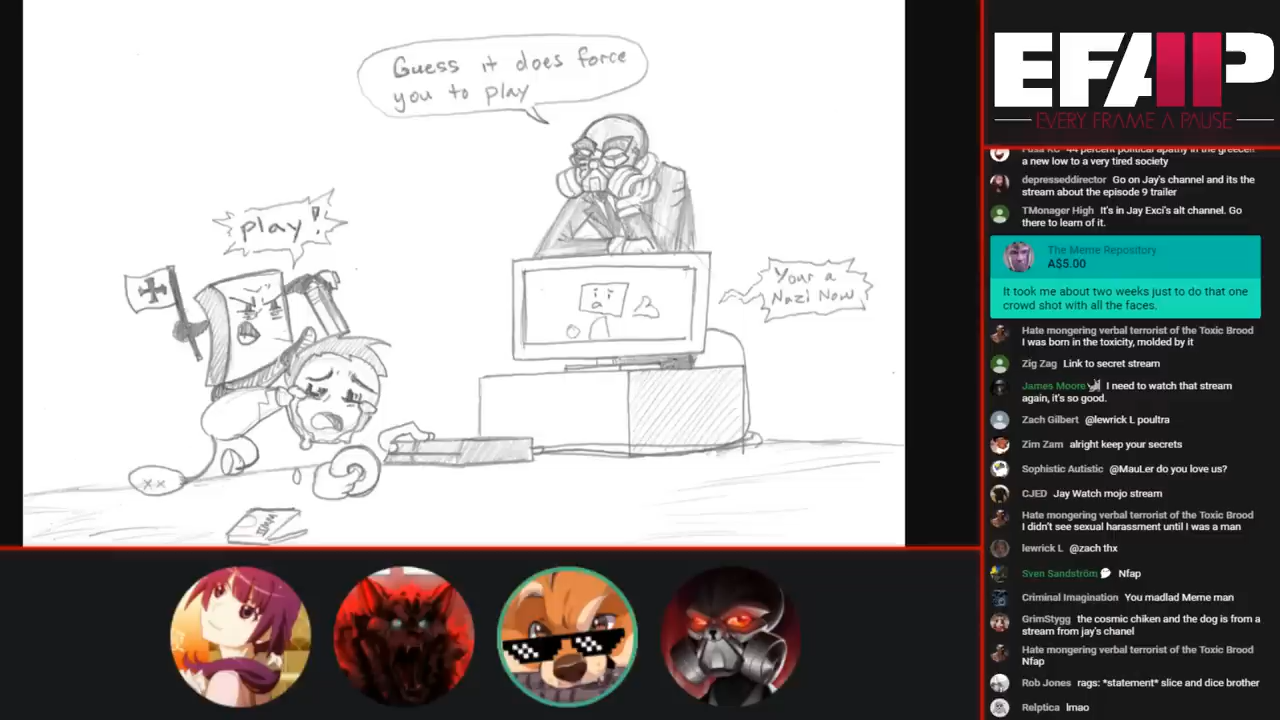 Guess it does force
you to play
play!
Your a
Nazi Now
EFAP
EVERY FRAME A PAUSE
44 percent political apathy in the greece!!
a new low to a very tired society
depresseddirector Go on Jay's channel and its the
stream about the episode 9 trailer
TManager High It's in Jay Exci's alt channel. Go
there to learn of it.
The Meme Repository
A$5.00
It took me about two weeks just to do that one
crowd shot with all the faces.
Hate mongering verbal terrorist of the Toxic Brood
I was born in the toxicity, molded by it
Zig Zag Link to secret stream
James Moore I need to watch that stream
again, it's so good.
Zach Gilbert @lewrick L poultra
Zim Zam alright keep your secrets
Sophistic Autistic @MauLer do you love us?
CJED Jay Watch mojo stream
Hate mongering verbal terrorist of the Toxic Brood
I didn't see sexual harassment until I was a man
lewrick L @zach thx
Sven Sandström Nfap
Criminal Imagination You madlad Meme man
GrimStygg the cosmic chiken and the dog is from a
stream from jay's chanel
Hate mongering verbal terrorist of the Toxic Brood
Nfap
Rob Jones rags: *statement* slice and dice brother
Relptica lmao
xx